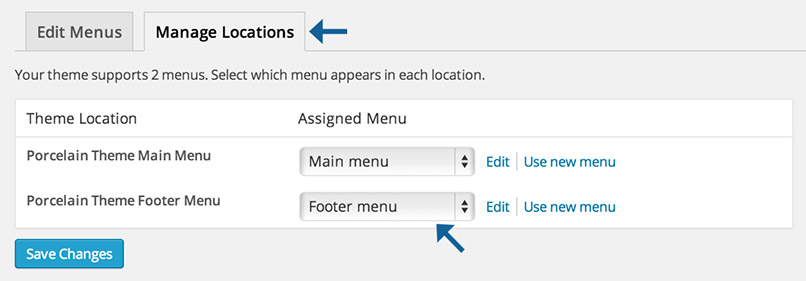 Edit Menus Manage Locations
Your theme supports 2 menus. Select which menu appears in each location.
Theme Location Assigned Menu
Porcelain Theme Main Menu Main menu Edit Use new menu
Porcelain Theme Footer Menu Footer menu Edit Use new menu
Save Changes